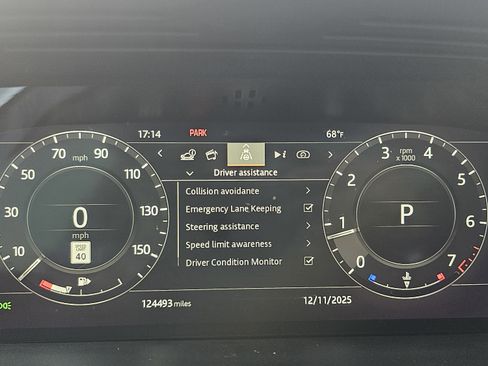 17:14 PARK 68°F
Driver assistance
Collision avoidance
Emergency Lane Keeping
Steering assistance
Speed limit awareness
Driver Condition Monitor
10 30 50 70 90 110 130 150
mph
0
mph
40
0 1 2 3 4 5 6 7
rpm
x 1000
P
124493 miles
12/11/2025